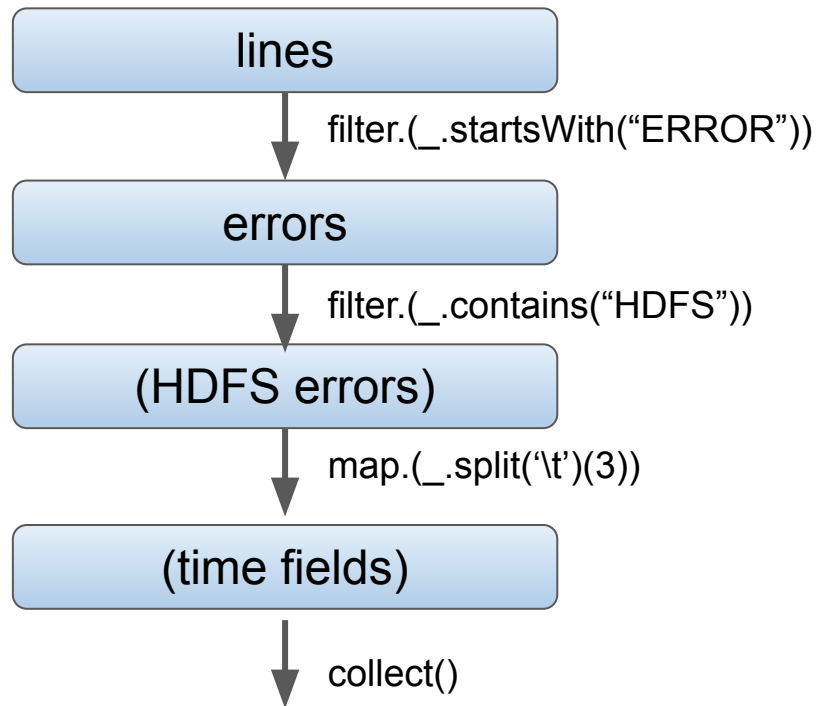 lines
filter.(_.startsWith(“ERROR”))
errors
filter.(_.contains(“HDFS”))
(HDFS errors)
map.(_.split(‘\t’)(3))
(time fields)
collect()